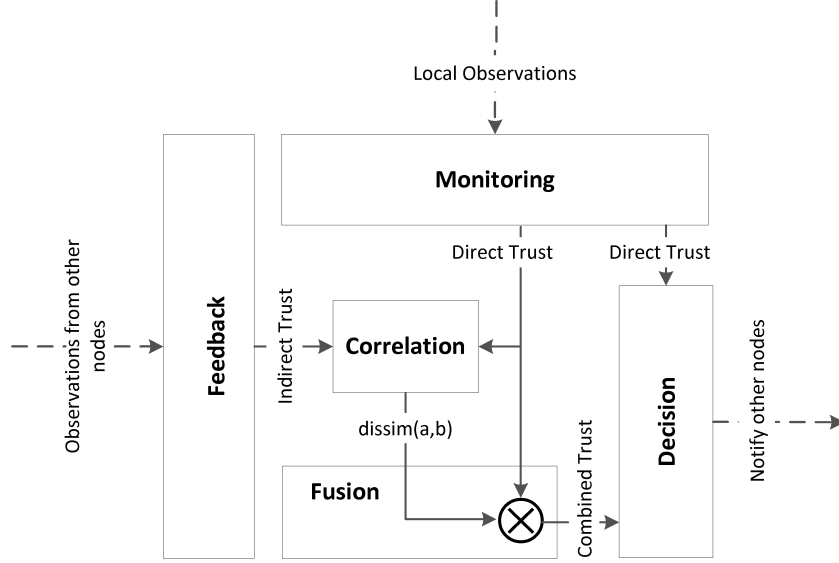 Local Observations
Monitoring
Direct Trust
Direct Trust
Observations from other
nodes
Feedback
Indirect Trust
Correlation
dissim(a,b)
Fusion
Combined Trust
Decision
Notify other nodes